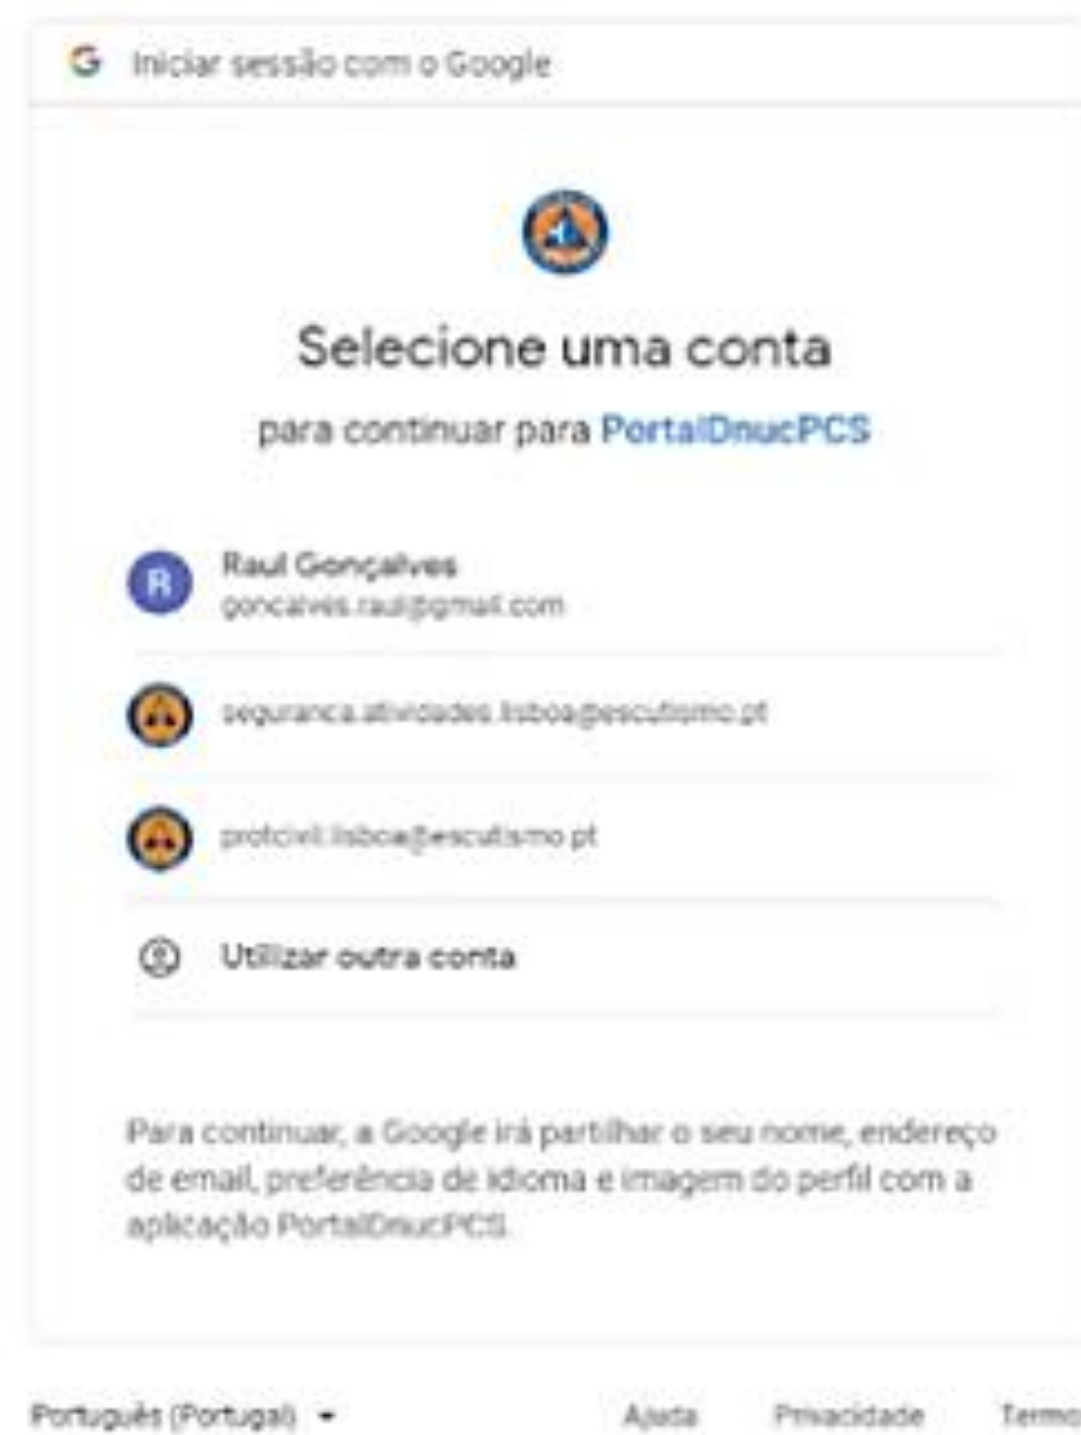 Iniciar sessão com o Google
Selecione uma conta
para continuar para PortalDnucPCS
R
Raul Gonçalves
goncalves.raul@gmail.com
seguranca.atividades.lisboa@escutismo.pt
protcivil.lisboa@escutismo.pt
Utilizar outra conta
Para continuar, a Google irá partilhar o seu nome, endereço
de email, preferência de idioma e imagem do perfil com a
aplicação PortalDnucPCS.
Português (Portugal)
Ajuda Privacidade Termo